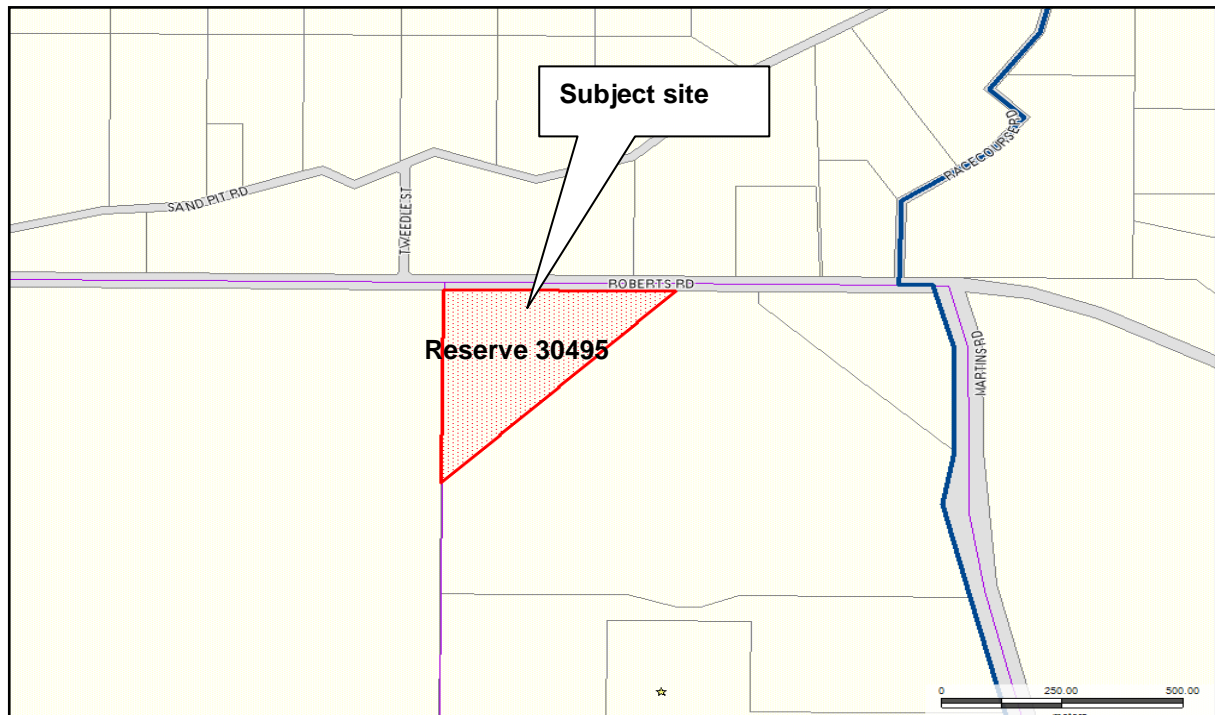 Subject site
RACECOURSE RD
SAND PIT RD
TWEEDLE ST
ROBERTS RD
Reserve 30495
MARTINS RD
0 250.00 500.00
meters